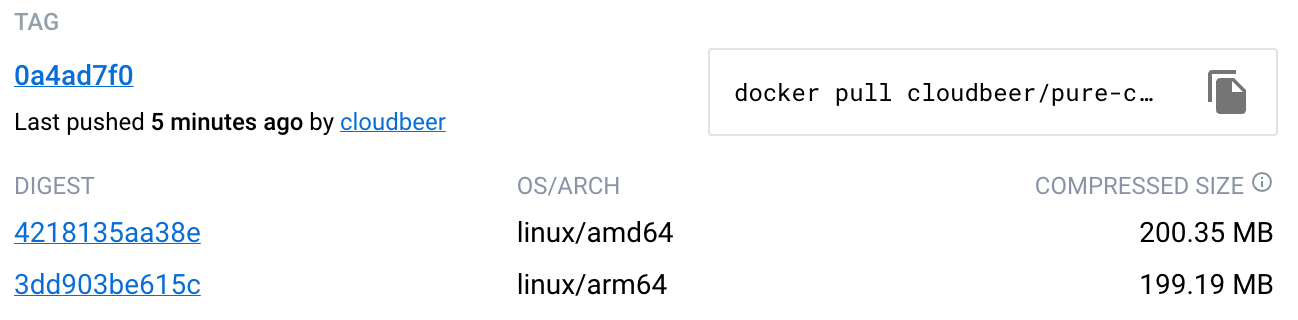 TAG
0a4ad7f0
docker pull cloudbeer/pure-c…
Last pushed 5 minutes ago by cloudbeer
DIGEST OS/ARCH COMPRESSED SIZE
4218135aa38e linux/amd64 200.35 MB
3dd903be615c linux/arm64 199.19 MB